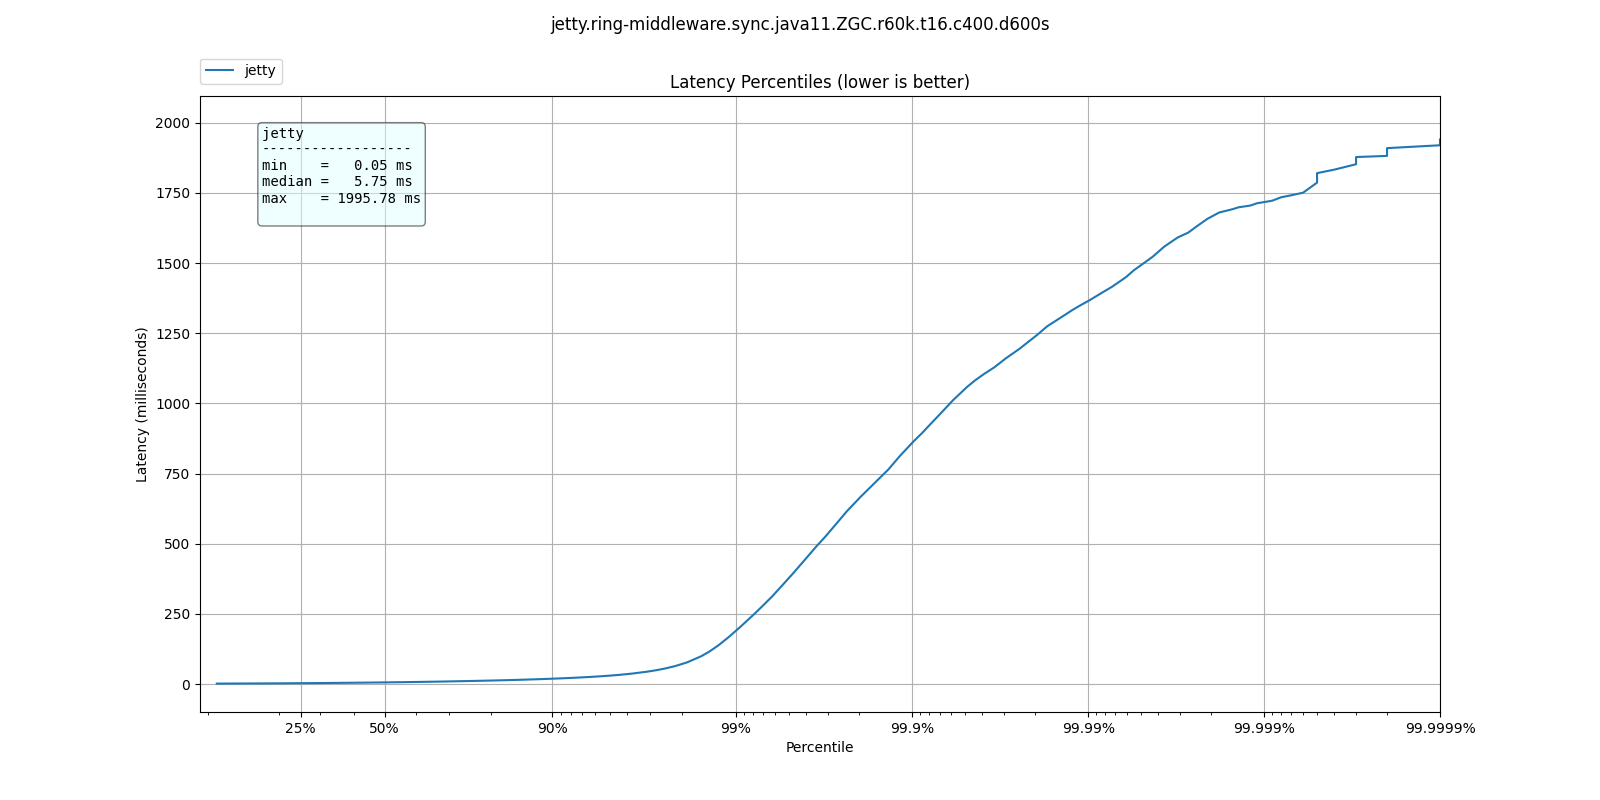 jetty.ring-middleware.sync.java11.ZGC.r60k.t16.c400.d600s
jetty
Latency Percentiles (lower is better)
2000
1750
1500
1250
1000
750
500
250
0
Latency (milliseconds)
jetty
------------------
min    =   0.05 ms
median =   5.75 ms
max    = 1995.78 ms
25% 50% 90% 99% 99.9% 99.99% 99.999% 99.9999%
Percentile